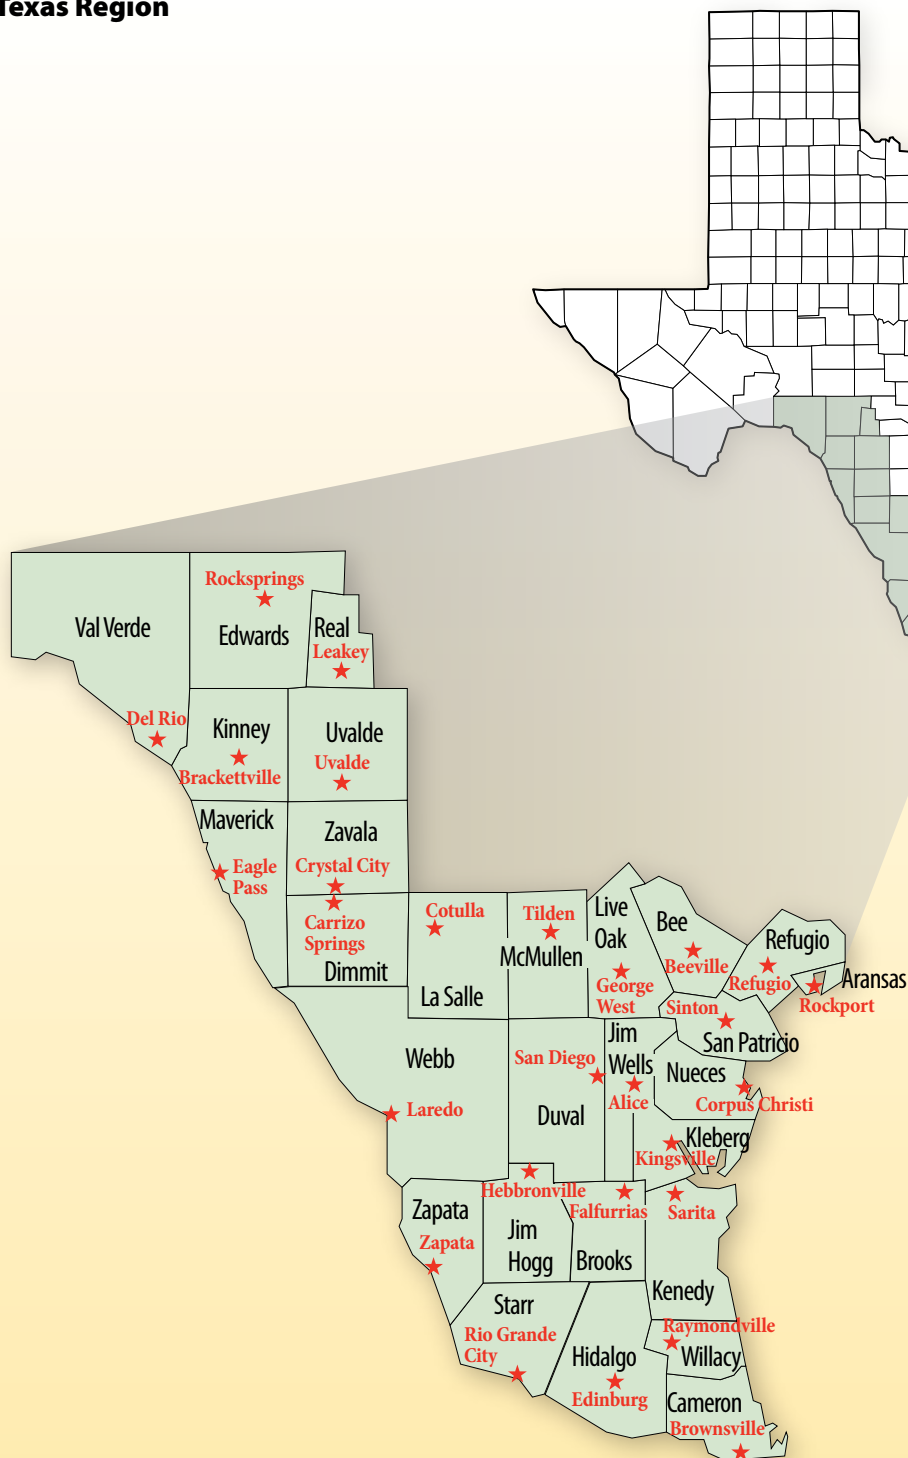 Texas Region
Rocksprings
Val Verde
Edwards
Real
Leakey
Del Rio
Kinney
Uvalde
Uvalde
Brackettville
Maverick
Zavala
Eagle
Pass
Crystal City
Carrizo
Springs
Dimmit
Cotulla
La Salle
Tilden
McMullen
Live
Oak
George
West
Bee
Beeville
Refugio
Refugio
Aransas
Rockport
Sinton
San Patricio
Webb
Laredo
San Diego
Duval
Jim
Wells
Alice
Nueces
Corpus Christi
Kleberg
Kingsville
Hebbronville
Falfurrias
Sarita
Zapata
Zapata
Jim
Hogg
Brooks
Kenedy
Starr
Rio Grande
City
Hidalgo
Edinburg
Raymondville
Willacy
Cameron
Brownsville